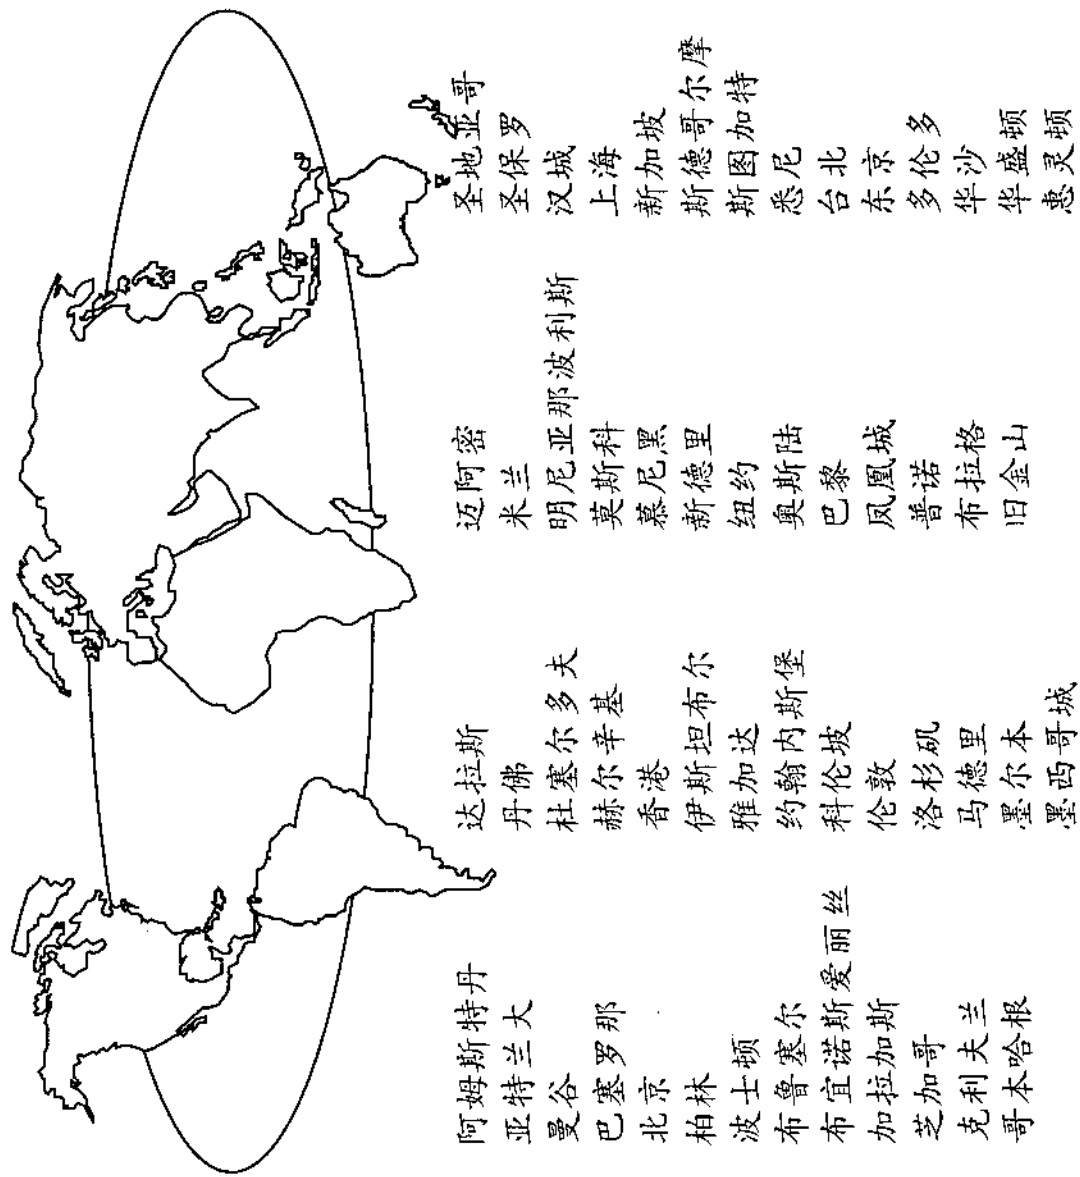 阿姆斯特丹
亚特兰大
曼谷
巴塞罗那
北京
柏林
波士顿
布鲁塞尔
布宜诺斯爱丽丝
加拉加斯
芝加哥
克利夫兰
哥本哈根
达拉斯
丹佛
杜塞尔多夫
赫尔辛基
香港
伊斯坦布尔
雅加达
约翰内斯堡
科伦坡
伦敦
洛杉矶
马德里
墨尔本
墨西哥城
迈阿密
米兰
明尼亚那波利斯
莫斯科
慕尼黑
新德里
纽约
奥斯陆
巴黎
凤凰城
普诺
布拉格
旧金山
圣地亚哥
圣保罗
汉城
上海
新加坡
斯德哥尔摩
斯图加特
悉尼
台北
东京
多伦多
华沙
华盛顿
惠灵顿